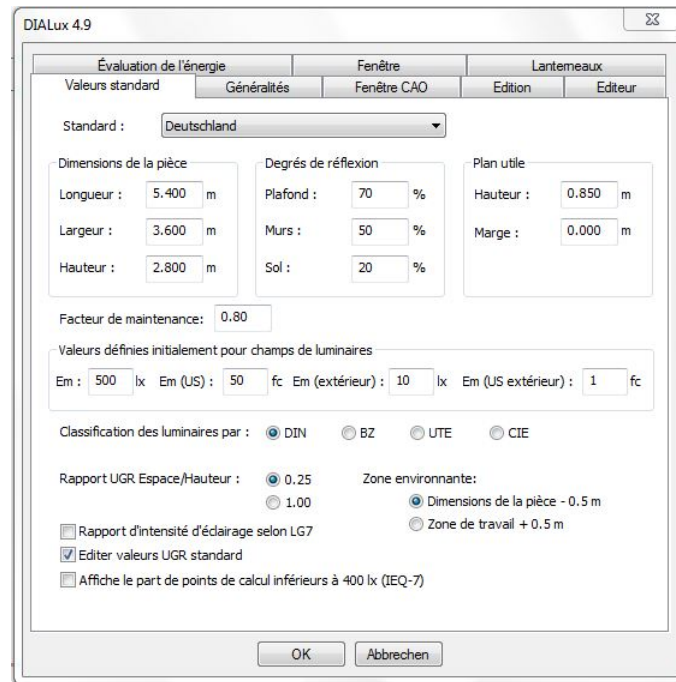 DIALux 4.9
Évaluation de l'énergie Fenêtre Lanterneaux
Valeurs standard Généralités Fenêtre CAO Edition Editeur
Standard : Deutschland
Dimensions de la pièce Degrés de réflexion Plan utile
Longueur : 5.400 m Plafond : 70 % Hauteur : 0.850 m
Largeur : 3.600 m Murs : 50 % Marge : 0.000 m
Hauteur : 2.800 m Sol : 20 %
Facteur de maintenance: 0.80
Valeurs définies initialement pour champs de luminaires
Em : 500 lx Em (US) : 50 fc Em (extérieur) : 10 lx Em (US extérieur) : 1 fc
Classification des luminaires par : DIN BZ UTE CIE
Rapport UGR Espace/Hauteur : 0.25 Zone environnante:
Dimensions de la pièce - 0.5 m
1.00
Zone de travail + 0.5 m
Rapport d'intensité d'éclairage selon LG7
Editer valeurs UGR standard
Affiche le part de points de calcul inférieurs à 400 lx (IEQ-7)
OK Abbrechen